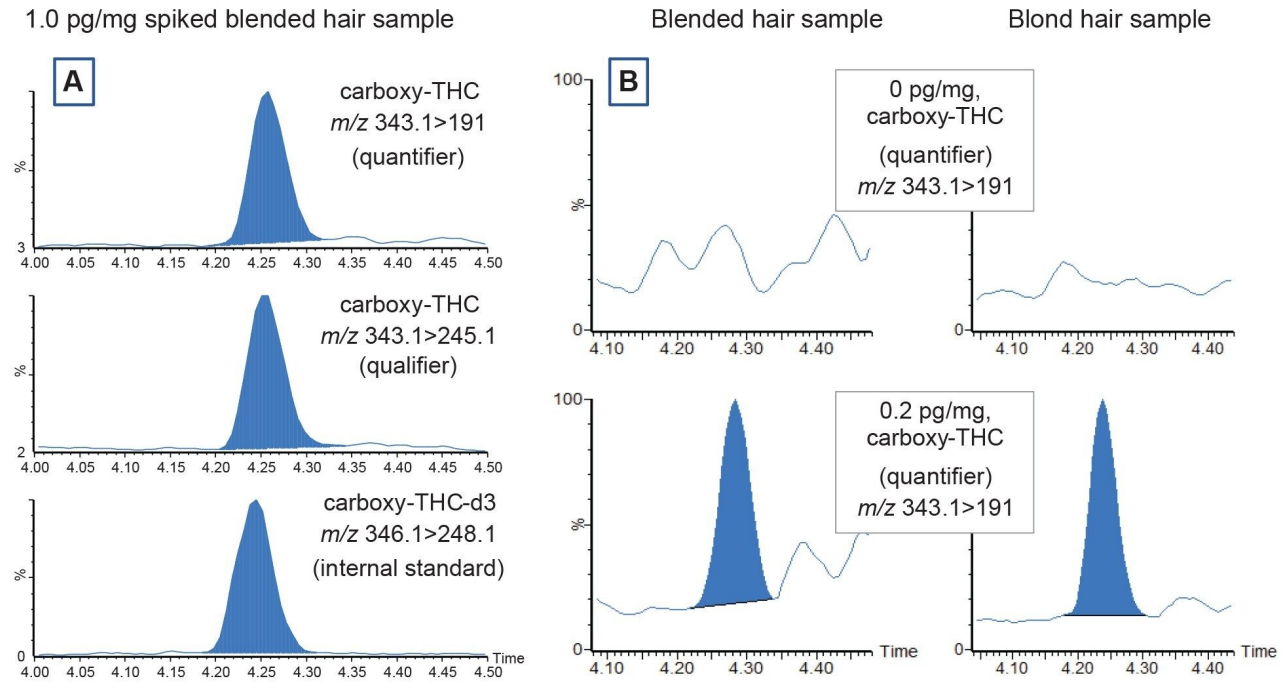 1.0 pg/mg spiked blended hair sample
A
carboxy-THC
m/z 343.1>191
(quantifier)
%
3
4.00 4.05 4.10 4.15 4.20 4.25 4.30 4.35 4.40 4.45 4.50
carboxy-THC
m/z 343.1>245.1
(qualifier)
%
2
4.00 4.05 4.10 4.15 4.20 4.25 4.30 4.35 4.40 4.45 4.50
carboxy-THC-d3
m/z 346.1>248.1
(internal standard)
%
0
4.00 4.05 4.10 4.15 4.20 4.25 4.30 4.35 4.40 4.45 4.50
Time
Blended hair sample
Blond hair sample
B
100
%
0
4.10 4.20 4.30 4.40
0 pg/mg,
carboxy-THC
(quantifier)
m/z 343.1>191
0
4.10 4.20 4.30 4.40
100
%
0
4.10 4.20 4.30 4.40
Time
0.2 pg/mg,
carboxy-THC
(quantifier)
m/z 343.1>191
0
4.10 4.20 4.30 4.40
Time